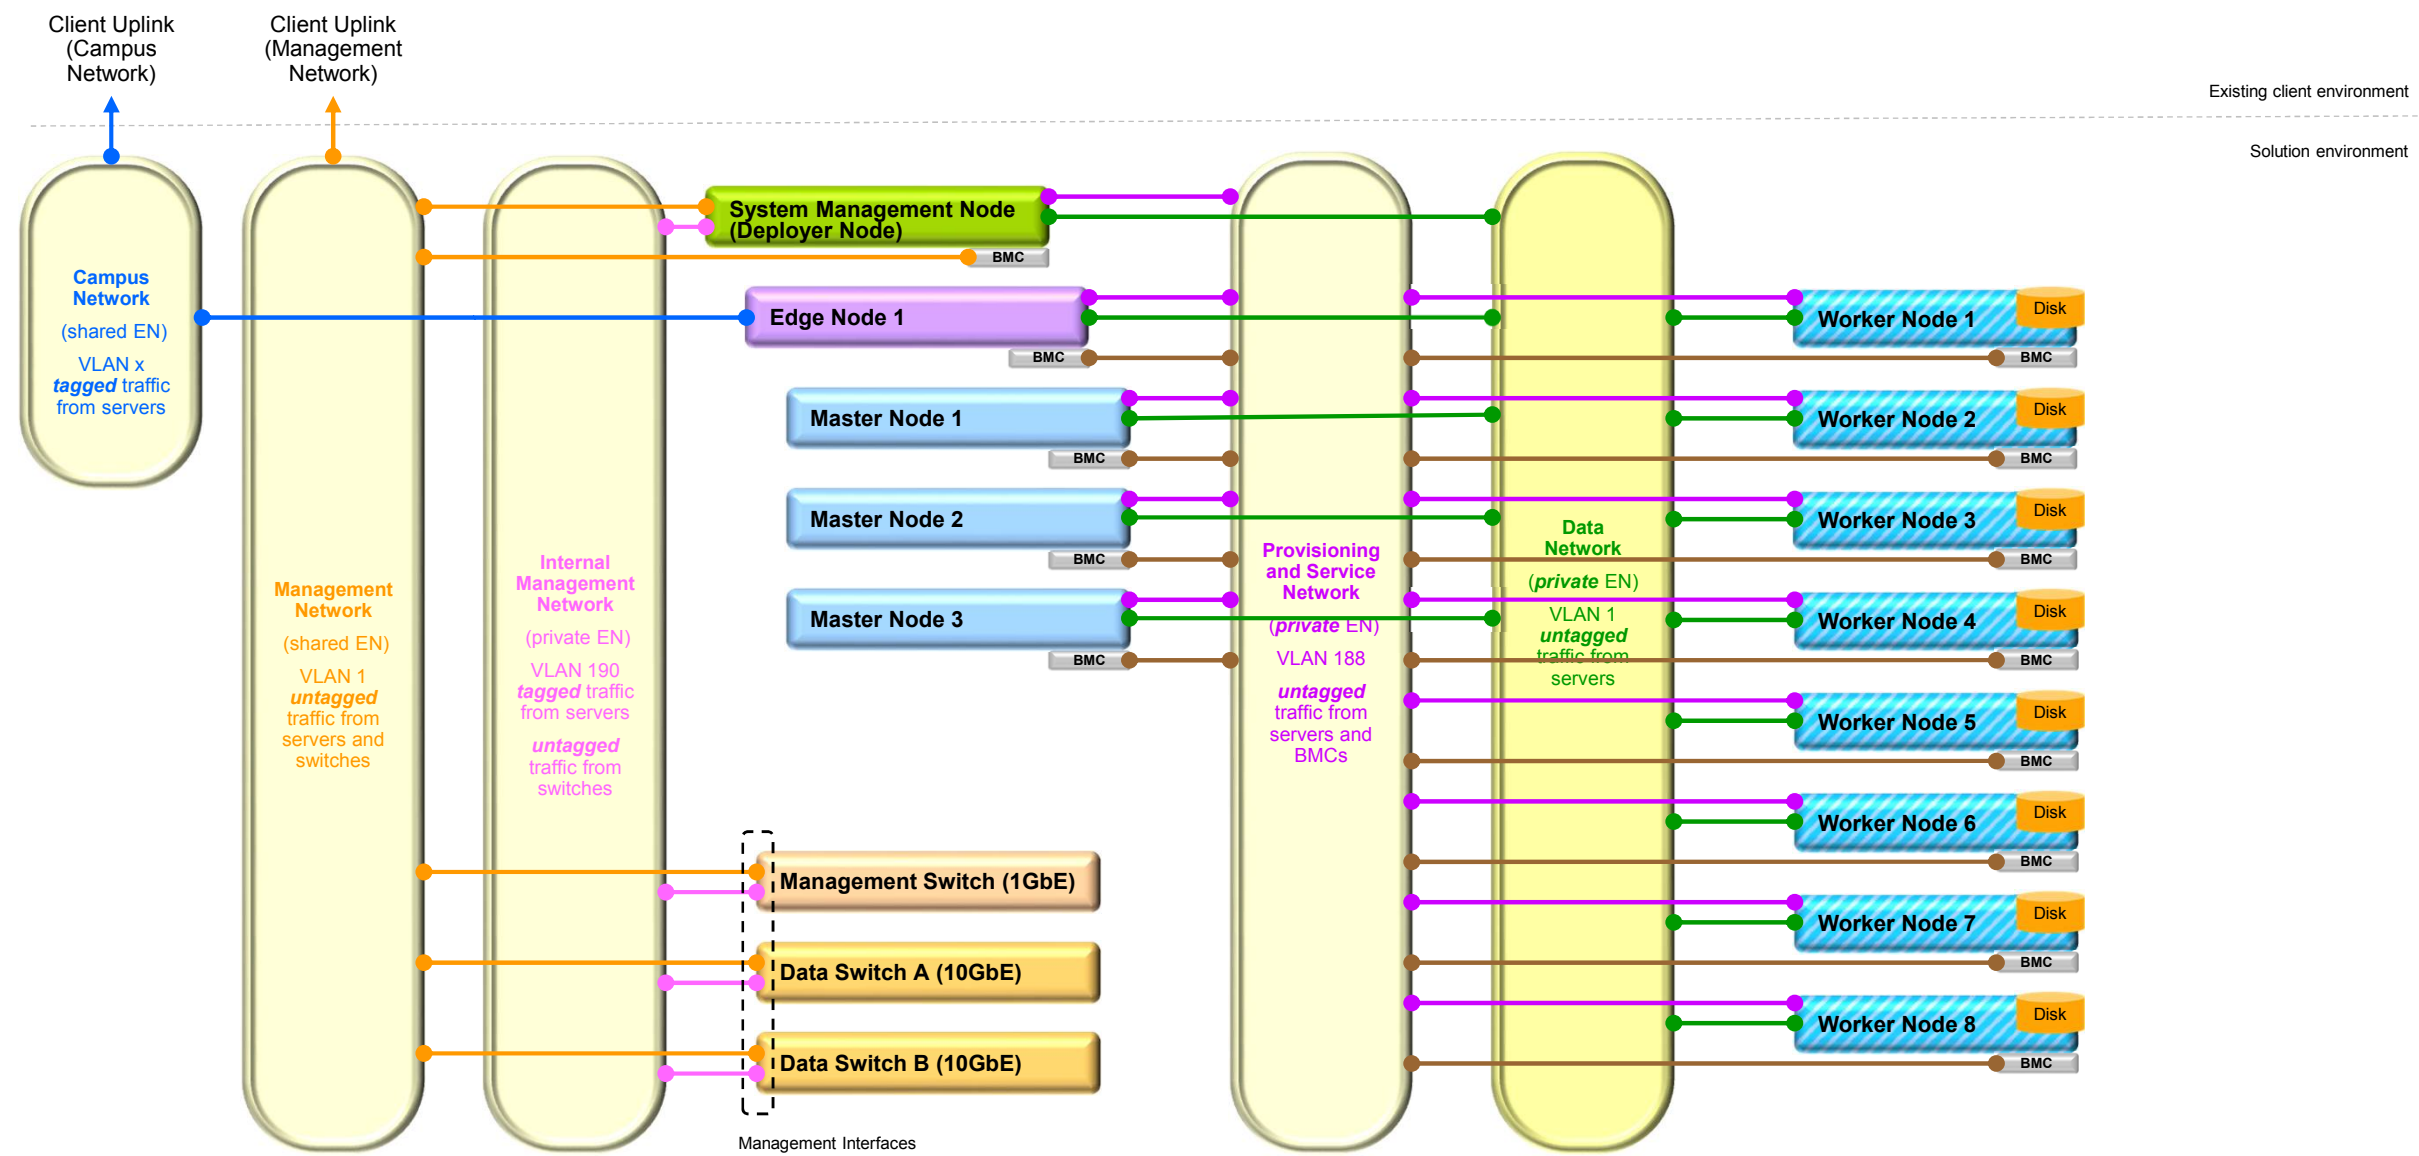 Client Uplink
(Campus
Network)
Client Uplink
(Management
Network)
Existing client environment
Solution environment
Campus
Network
(shared EN)
VLAN x
tagged traffic
from servers
Management
Network
(shared EN)
VLAN 1
untagged
traffic from
servers and
switches
Internal
Management
Network
(private EN)
VLAN 190
tagged traffic
from servers
untagged
traffic from
switches
System Management Node
(Deployer Node)
BMC
Edge Node 1
BMC
Master Node 1
BMC
Master Node 2
BMC
Master Node 3
BMC
Management Switch (1GbE)
Data Switch A (10GbE)
Data Switch B (10GbE)
Management Interfaces
Provisioning
and Service
Network
(private EN)
VLAN 188
untagged
traffic from
servers and
BMCs
Data
Network
(private EN)
VLAN 1
untagged
traffic from
servers
Worker Node 1
Disk
BMC
Worker Node 2
Disk
BMC
Worker Node 3
Disk
BMC
Worker Node 4
Disk
BMC
Worker Node 5
Disk
BMC
Worker Node 6
Disk
BMC
Worker Node 7
Disk
BMC
Worker Node 8
Disk
BMC